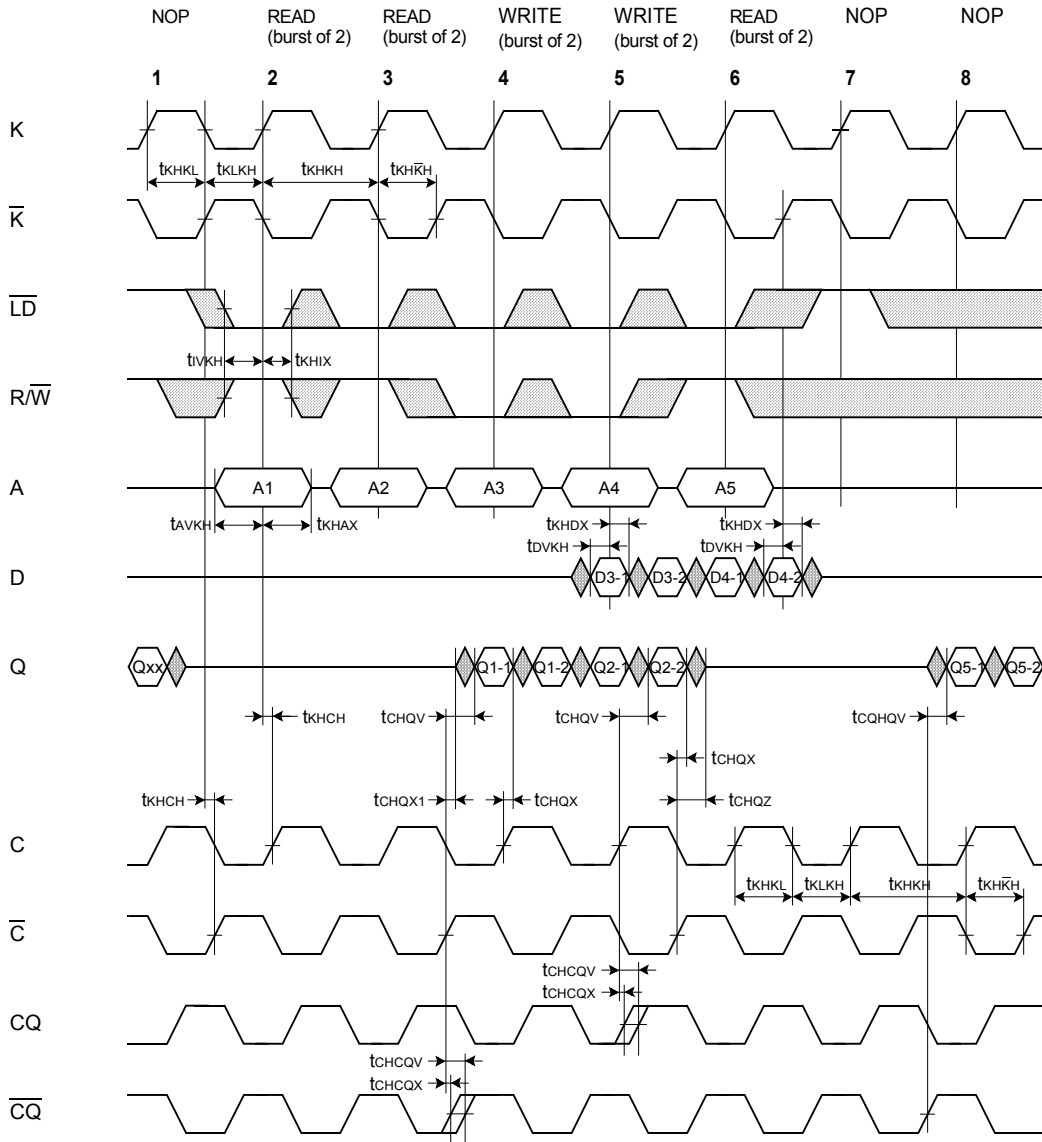 NOP READ READ WRITE WRITE READ NOP NOP
(burst of 2) (burst of 2) (burst of 2) (burst of 2) (burst of 2)
1 2 3 4 5 6 7 8
K
tKHKL tKLKH tKHKH tKHK̅H
K̅
L̅D̅
tIVKH tKHIX
R/W̅
A A1 A2 A3 A4 A5
tAVKH tKHAX tKHDX tKHDX
tDVKH tDVKH
D D3-1 D3-2 D4-1 D4-2
Q Qxx Q1-1 Q1-2 Q2-1 Q2-2 Q5-1 Q5-2
tKHCH tCHQV tCHQV tCQHQV
tCHQX
tKHCH tCHQX1 tCHQX tCHQZ
C
tKHKL tKLKH tKHKH tKHK̅H
C̅
tCHCQV
tCHCQX
CQ
tCHCQV
tCHCQX
C̅Q̅